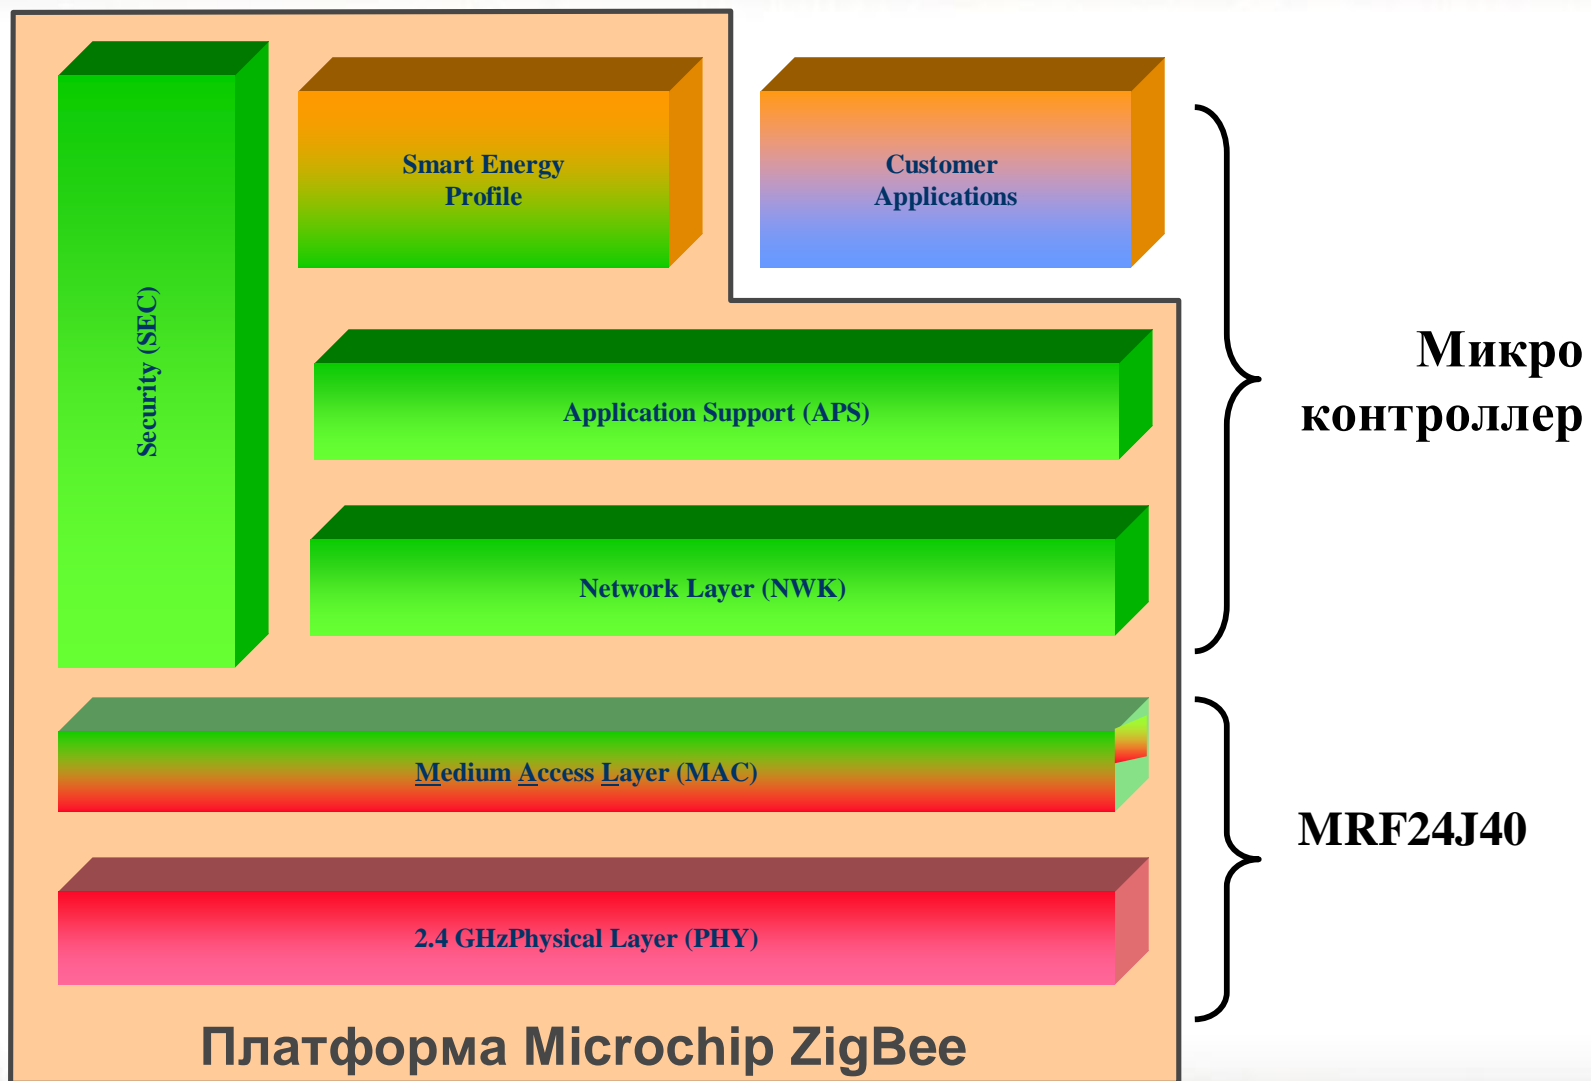 Smart Energy
Profile
Customer
Applications
Security (SEC)
Микро
контроллер
Application Support (APS)
Network Layer (NWK)
Medium Access Layer (MAC)
MRF24J40
2.4 GHzPhysical Layer (PHY)
Платформа Microchip ZigBee